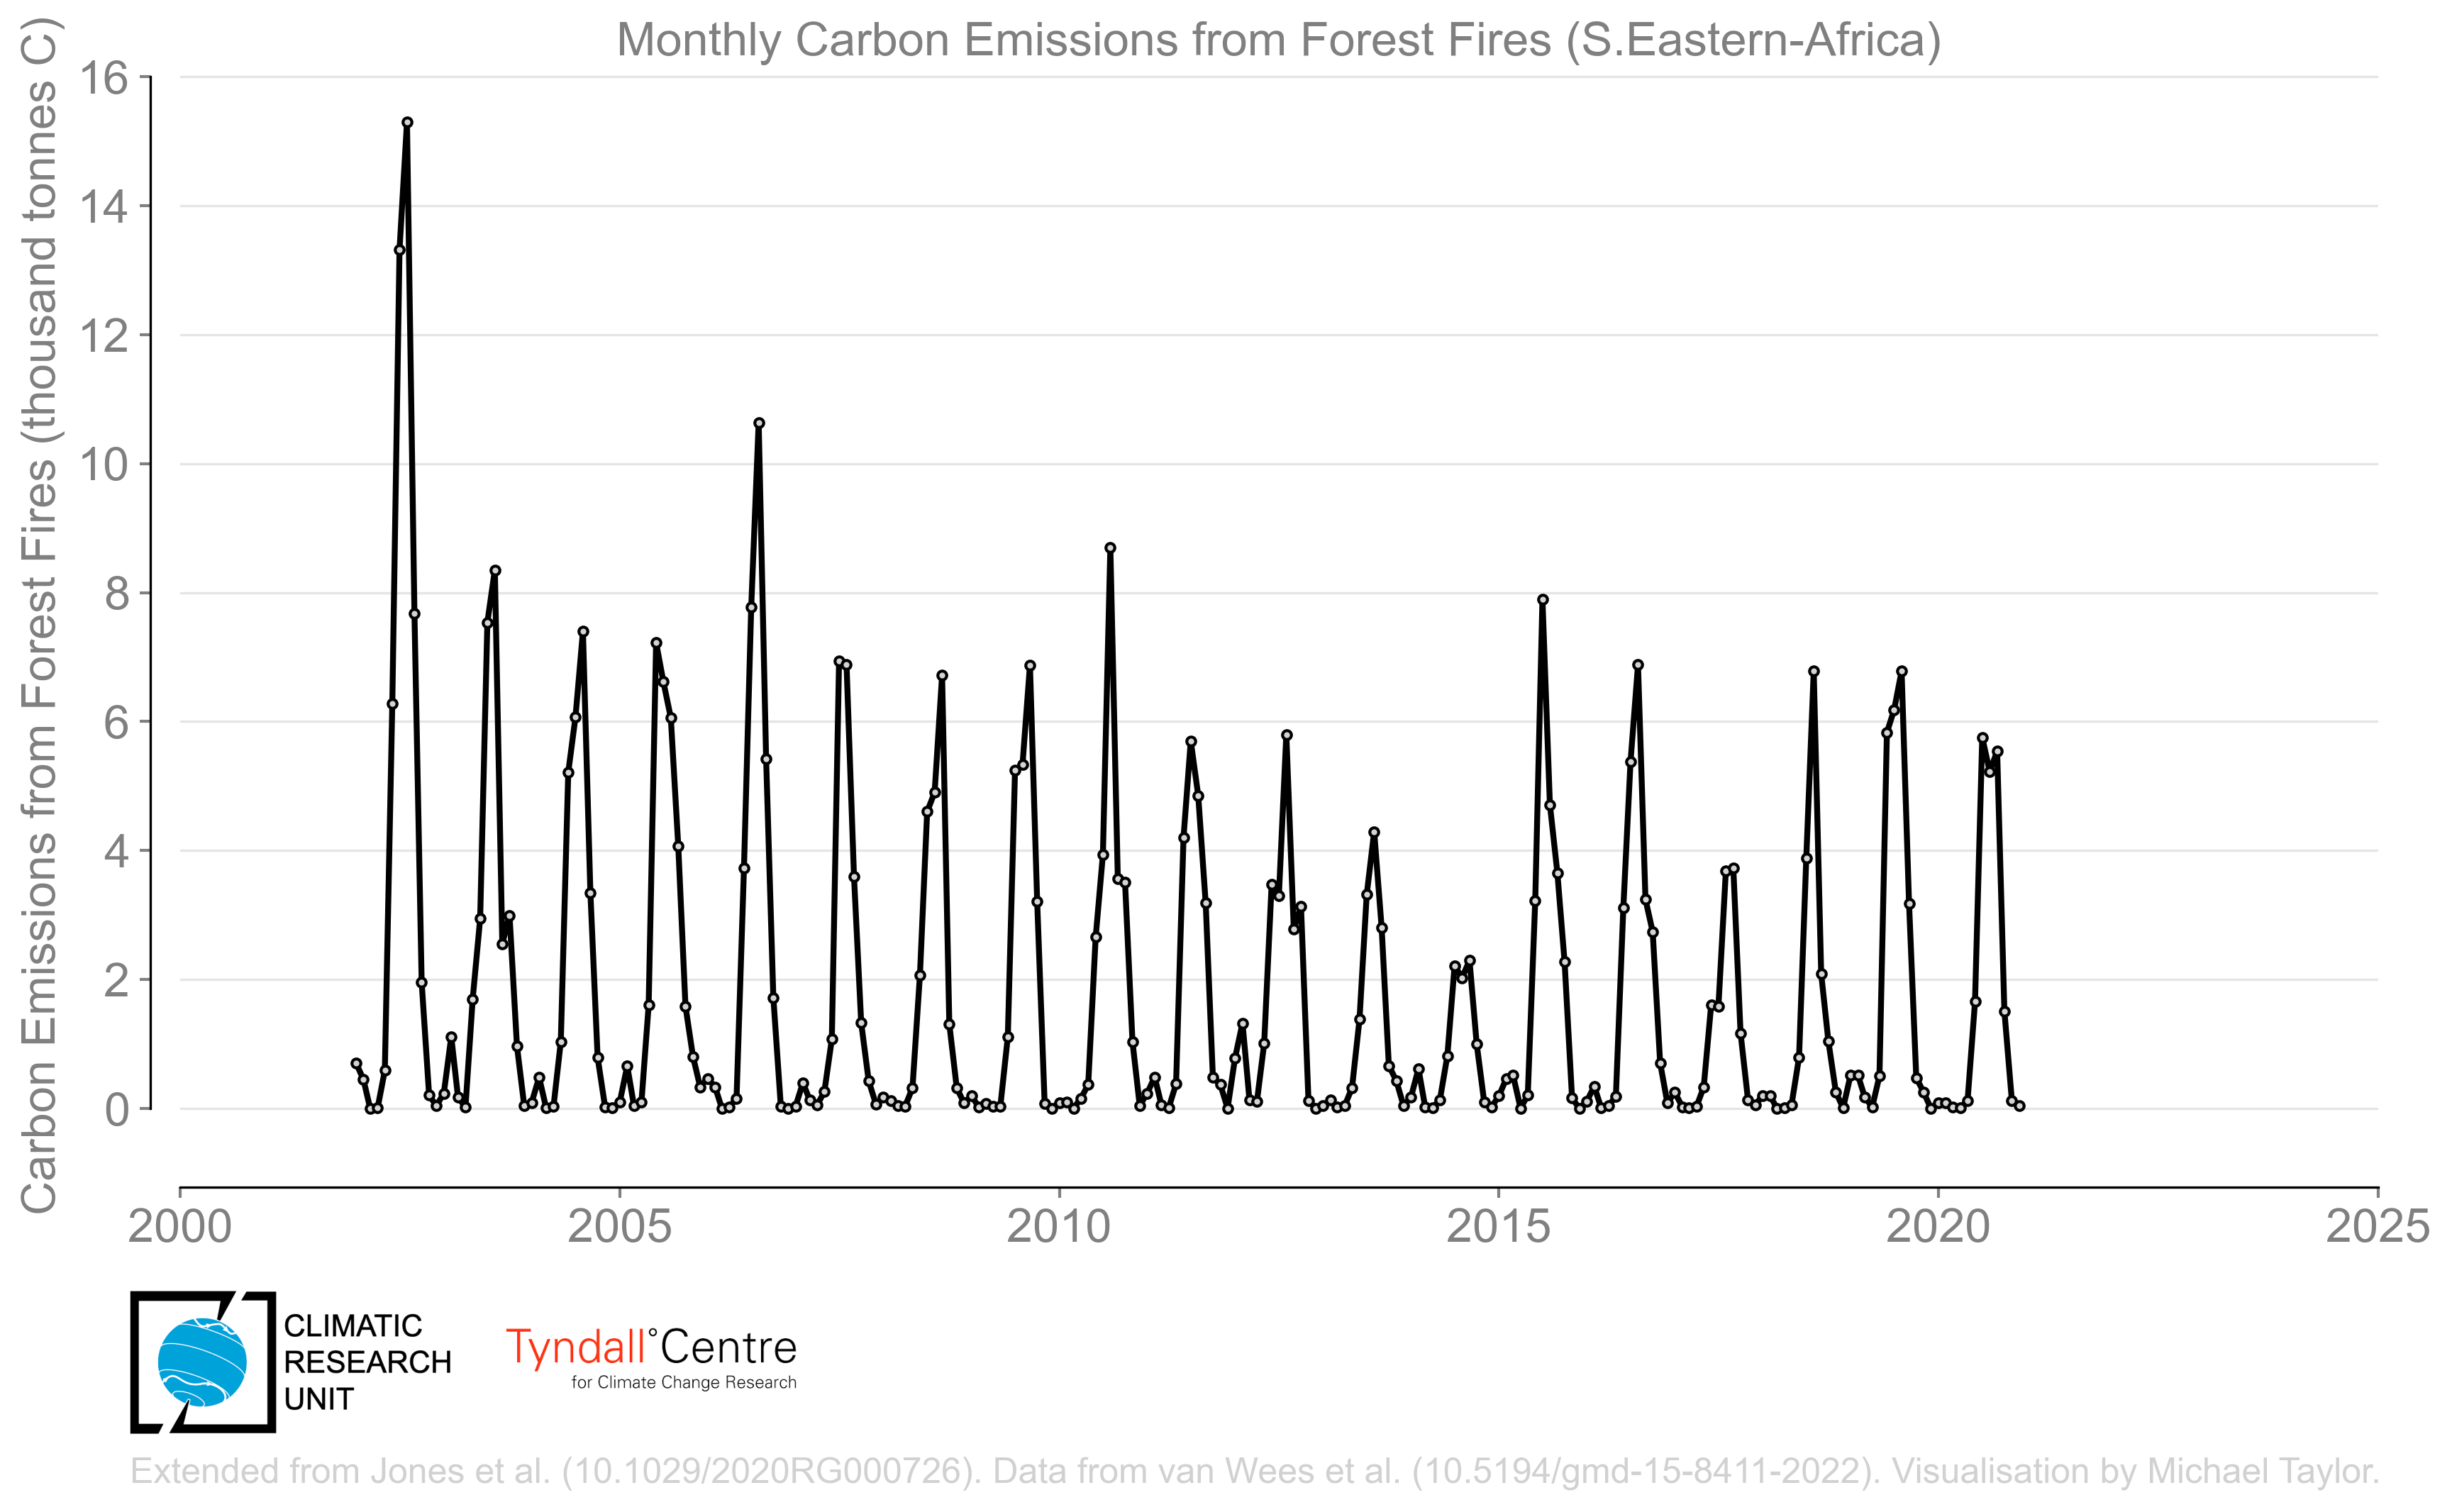 Monthly Carbon Emissions from Forest Fires (S.Eastern-Africa)
Carbon Emissions from Forest Fires (thousand tonnes C)
16
14
12
10
8
6
4
2
0
2000 2005 2010 2015 2020 2025
CLIMATIC
RESEARCH
UNIT
Tyndall°Centre
for Climate Change Research
Extended from Jones et al. (10.1029/2020RG000726). Data from van Wees et al. (10.5194/gmd-15-8411-2022). Visualisation by Michael Taylor.